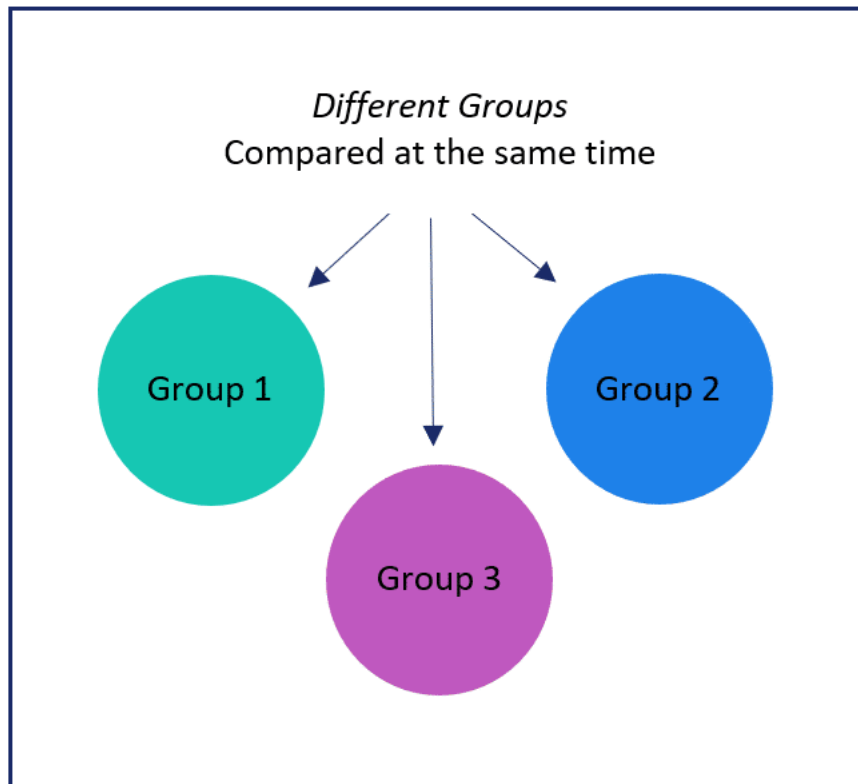 Different Groups
Compared at the same time
Group 1
Group 2
Group 3